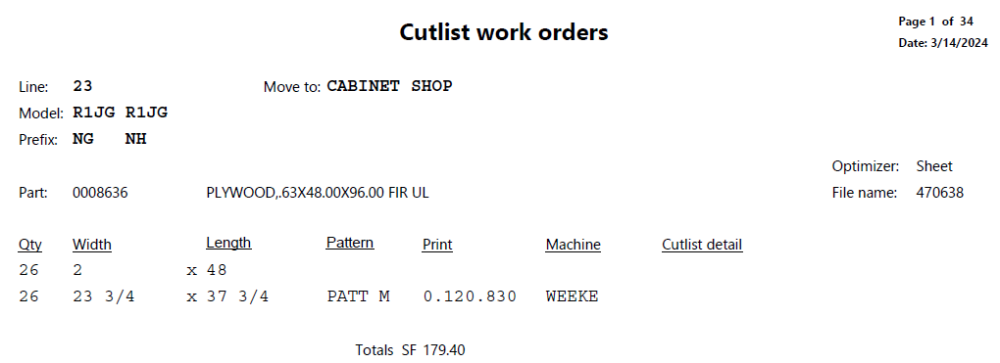 Cutlist work orders
Page 1 of 34
Date: 3/14/2024
Line: 23 Move to: CABINET SHOP
Model: R1JG R1JG
Prefix: NG NH
Optimizer: Sheet
Part: 0008636 PLYWOOD,.63X48.00X96.00 FIR UL File name: 470638
Qty Width Length Pattern Print Machine Cutlist detail
26 2 x 48
26 23 3/4 x 37 3/4 PATT M 0.120.830 WEEKE
Totals SF 179.40